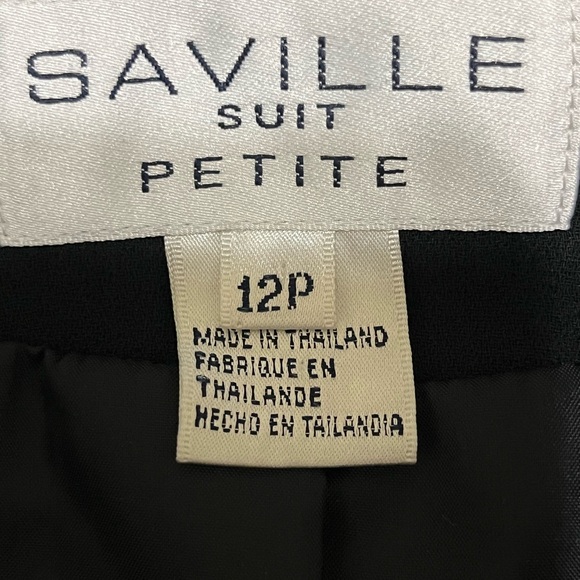 SAVILLE
SUIT
PETITE
12P
MADE IN THAILAND
FABRIQUE EN
THAILANDE
HECHO EN TAILANDIA